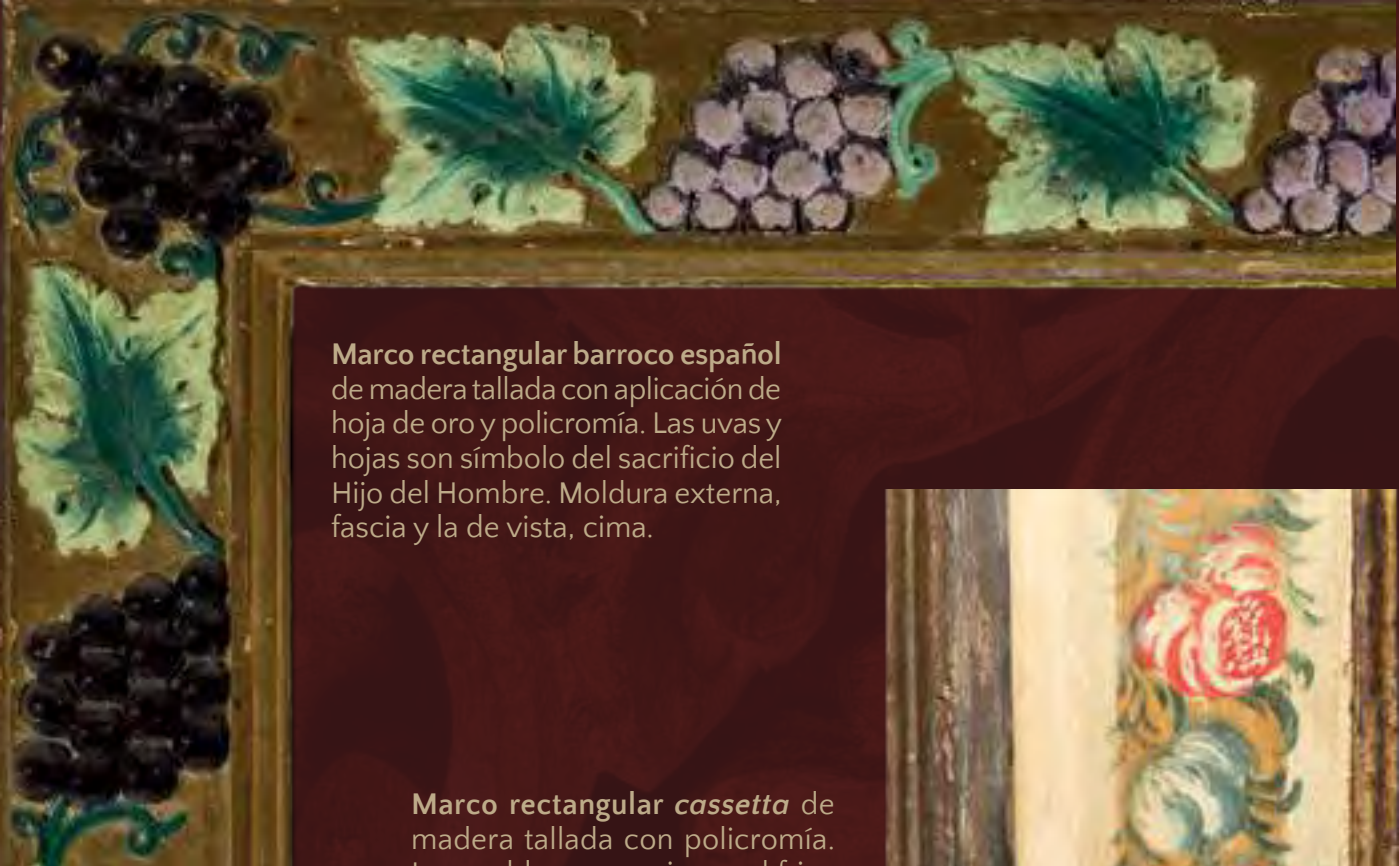 Marco rectangular barroco español
de madera tallada con aplicación de
hoja de oro y policromía. Las uvas y
hojas son símbolo del sacrificio del
Hijo del Hombre. Moldura externa,
fascia y la de vista, cima.
Marco rectangular cassetta de
madera tallada con policromía.